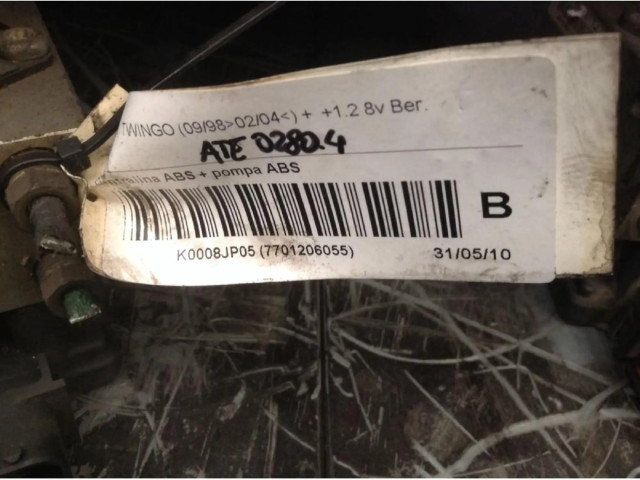 TWINGO (09/98>02/04<) + +1.2 8v Ber.
ATE 0280.4
ABS + pompa ABS
B
K0008JP05 (7701206055) 31/05/10